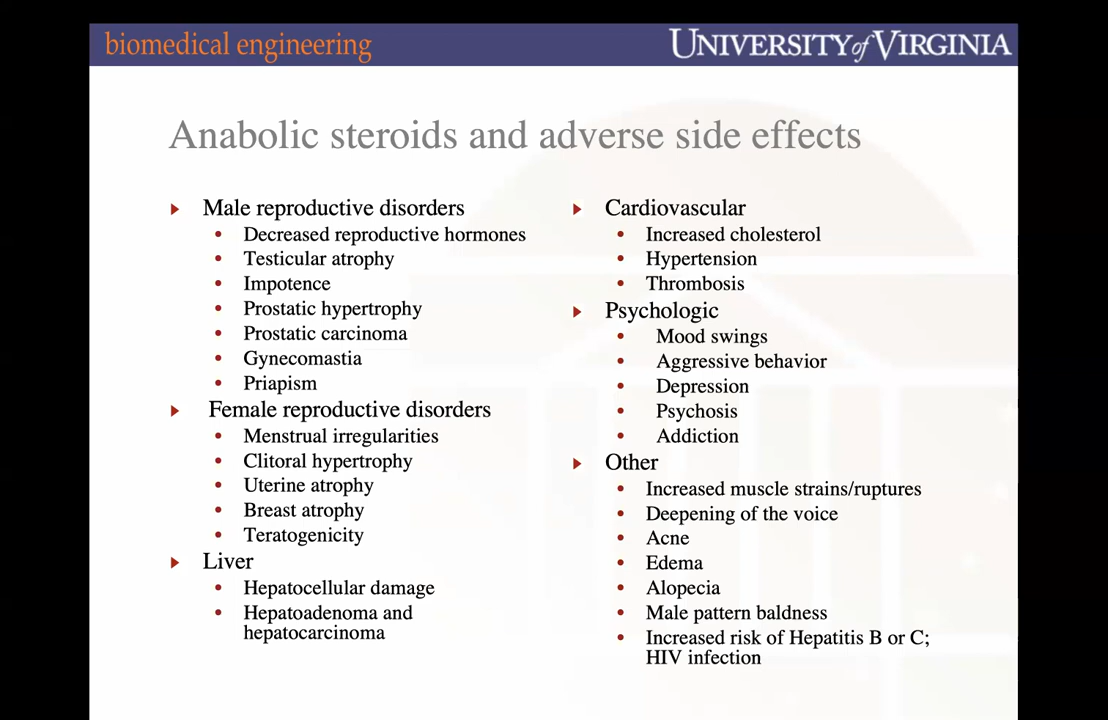 biomedical engineering
UNIVERSITY of VIRGINIA
Anabolic steroids and adverse side effects
Male reproductive disorders
Decreased reproductive hormones
Testicular atrophy
Impotence
Prostatic hypertrophy
Prostatic carcinoma
Gynecomastia
Priapism
Female reproductive disorders
Menstrual irregularities
Clitoral hypertrophy
Uterine atrophy
Breast atrophy
Teratogenicity
Liver
Hepatocellular damage
Hepatoadenoma and
hepatocarcinoma
Cardiovascular
Increased cholesterol
Hypertension
Thrombosis
Psychologic
Mood swings
Aggressive behavior
Depression
Psychosis
Addiction
Other
Increased muscle strains/ruptures
Deepening of the voice
Acne
Edema
Alopecia
Male pattern baldness
Increased risk of Hepatitis B or C;
HIV infection